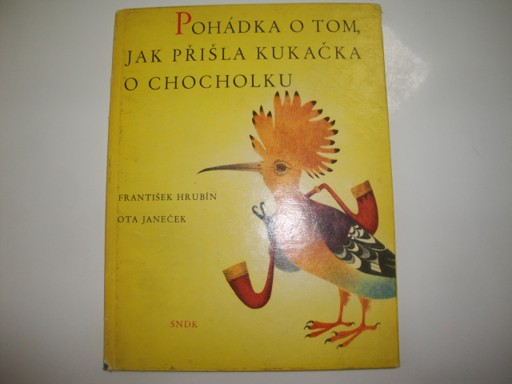 POHÁDKA O TOM,
JAK PŘIŠLA KUKAČKA
O CHOCHOLKU
FRANTIŠEK HRUBÍN
OTA JANEČEK
SNDK